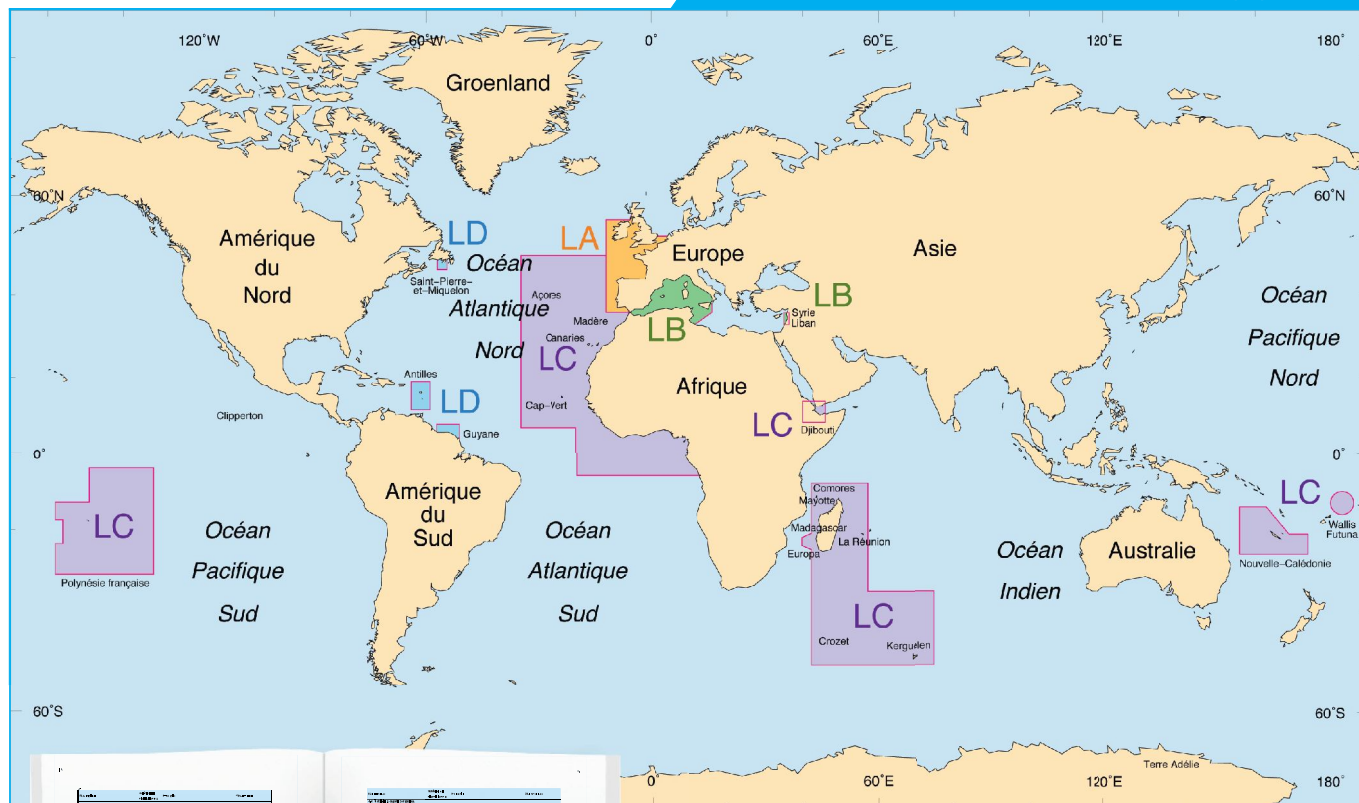 120°W
60°W
0°
60°E
120°E
180°
Groenland
60°N
60°N
Amérique
du
Nord
LD
Saint-Pierre-
et-Miquelon
LA
Europe
Asie
Océan
Atlantique
Nord
Açores
Madère
Canaries
LC
Cap-Vert
LB
LB
Syrie
Liban
Océan
Pacifique
Nord
Antilles
LD
Guyane
Clipperton
Afrique
LC
Djibouti
0°
0°
LC
Polynésie française
Océan
Pacifique
Sud
Amérique
du
Sud
Océan
Atlantique
Sud
Comores
Mayotte
Madagascar
Europa
La Réunion
LC
Crozet
Kerguelen
Océan
Indien
Australie
LC
Wallis
Futuna
Nouvelle-Calédonie
60°S
60°S
Terre Adélie
0°
60°E
120°E